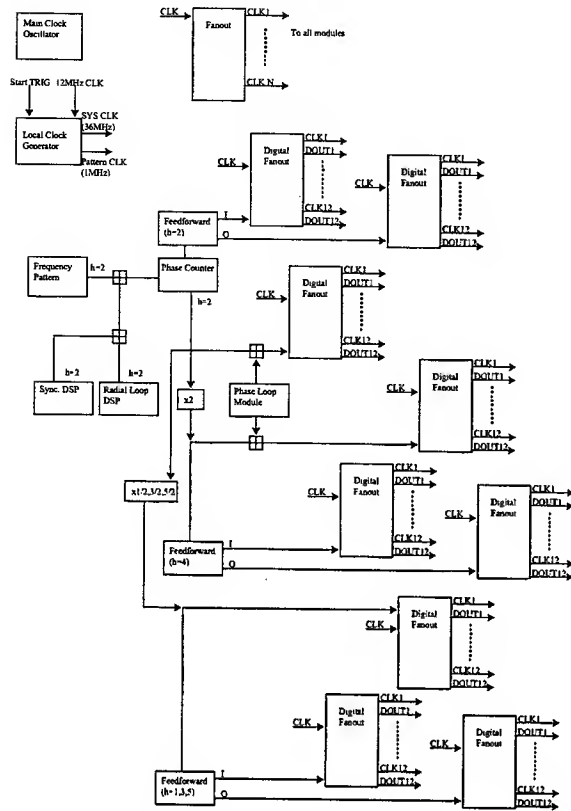 Main Clock
Oscillator
Start TRIG 12MHz CLK
Local Clock
Generator
SYS CLK
(36MHz)
Pattern CLK
(1MHz)
CLK
Fanout
CLK1
CLK N
To all modules
CLK
Digital
Fanout
CLK1
DOUT1
CLK12
DOUT12
CLK
Digital
Fanout
CLK1
DOUT1
CLK12
DOUT12
Feedforward
(h=2)
I
Q
Frequency
Pattern
h=2
Phase Counter
h=2
h=2
h=2
Sync. DSP
Radial Loop
DSP
CLK
Digital
Fanout
CLK1
DOUT1
CLK12
DOUT12
x2
Phase Loop
Module
CLK
Digital
Fanout
CLK1
DOUT1
CLK12
DOUT12
x1/2,3/2,5/2
Feedforward
(h=4)
I
Q
CLK
Digital
Fanout
CLK1
DOUT1
CLK12
DOUT12
CLK
Digital
Fanout
CLK1
DOUT1
CLK12
DOUT12
CLK
Digital
Fanout
CLK1
DOUT1
CLK12
DOUT12
CLK
Digital
Fanout
CLK1
DOUT1
CLK12
DOUT12
CLK
Digital
Fanout
CLK1
DOUT1
CLK12
DOUT12
Feedforward
(h=1,3,5)
I
Q